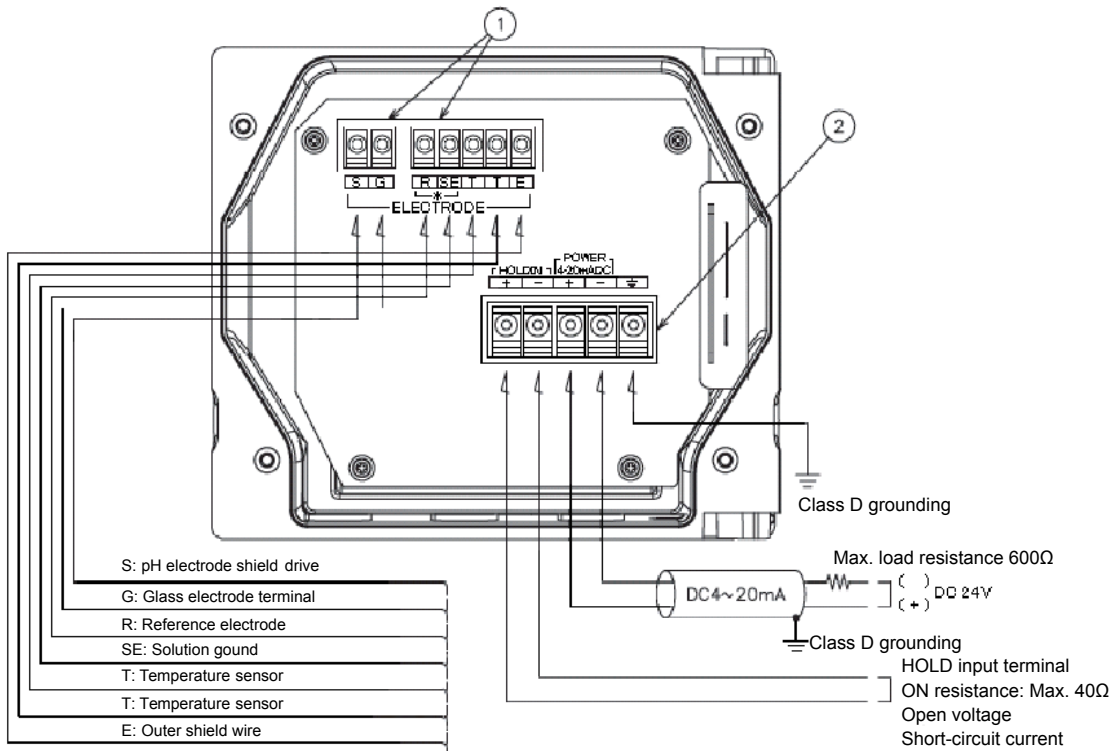 1
2
S G R SE T T E
*
ELECTRODE
HOLD IN POWER
4-20mADC
+ - + -
Class D grounding
S: pH electrode shield drive
G: Glass electrode terminal
R: Reference electrode
SE: Solution gound
T: Temperature sensor
T: Temperature sensor
E: Outer shield wire
Max. load resistance 600Ω
DC4~20mA
( )
(+)
DC 24V
Class D grounding
HOLD input terminal
ON resistance: Max. 40Ω
Open voltage
Short-circuit current